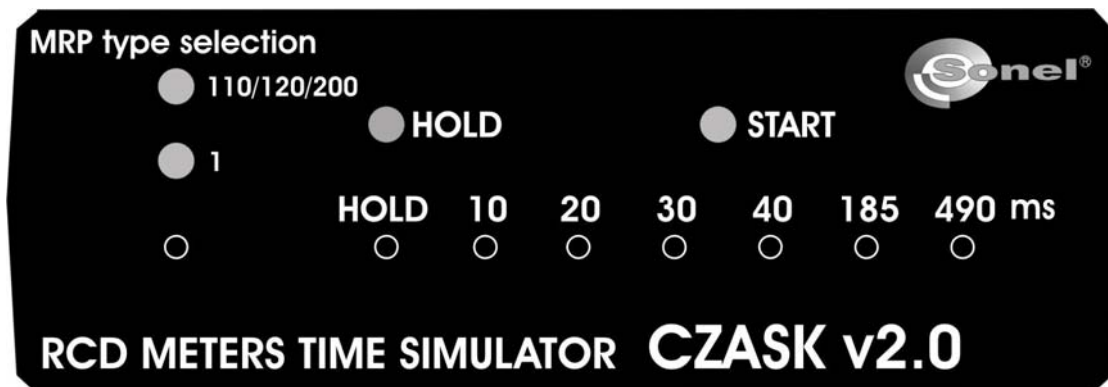 MRP type selection
110/120/200
Sonel®
HOLD
START
1
HOLD 10 20 30 40 185 490 ms
RCD METERS TIME SIMULATOR CZASK v2.0